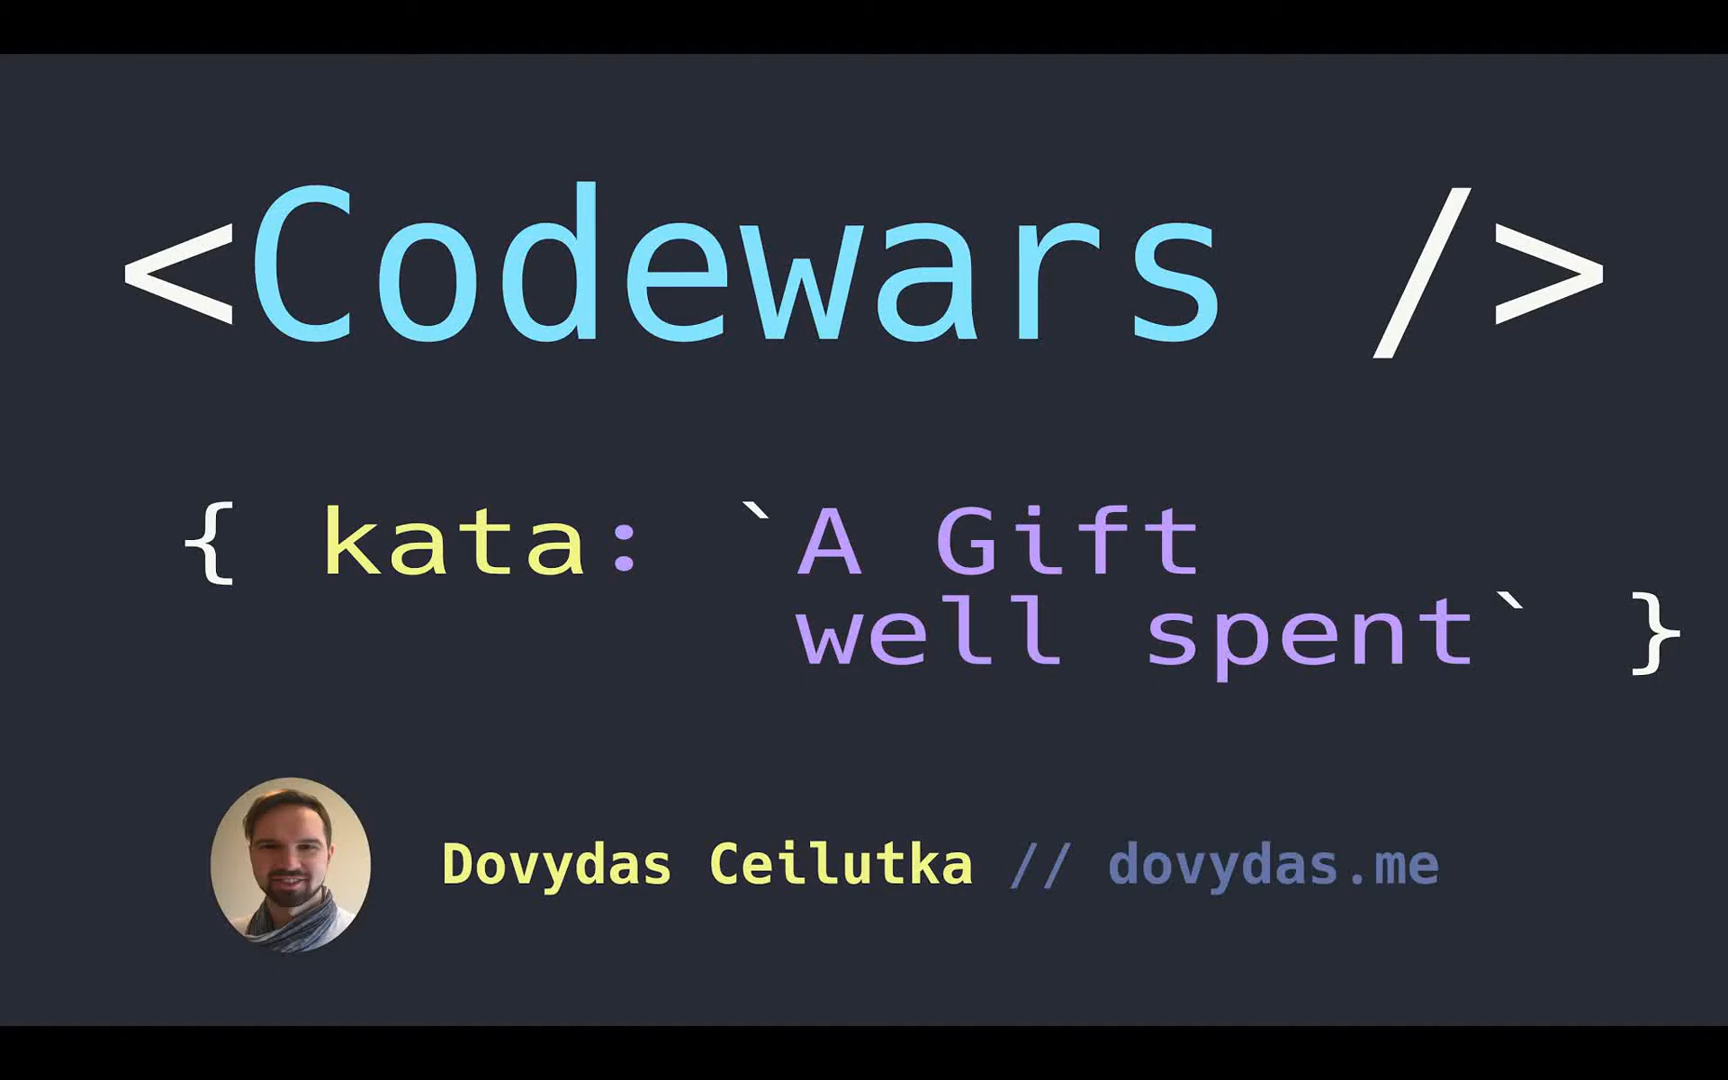 <Codewars />
{ kata: `A Gift
well spent` }
Dovydas Ceilutka // dovydas.me